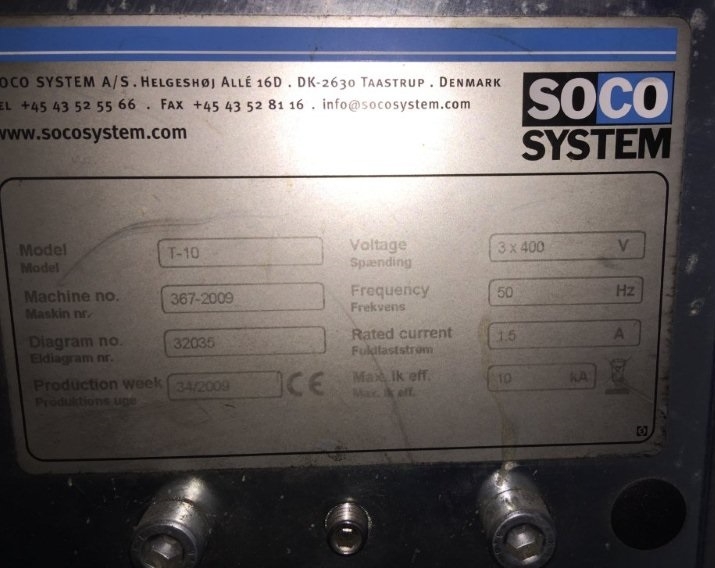 OCO SYSTEM A/S . HELGESHØJ ALLÉ 16D . DK-2630 TAASTRUP . DENMARK
EL +45 43 52 55 66 . FAX +45 43 52 81 16 . info@socosystem.com
www.socosystem.com
SOCO
SYSTEM
Model T-10 Voltage 3 x 400 V
Model Spænding
Machine no. 367-2009 Frequency 50 Hz
Maskin nr. Frekvens
Diagram no. 32035 Rated current 1.5 A
Eldiagram nr. Fuldlaststrøm
Production week 34/2009 CE Max. ik eff. 10 kA
Produktions uge Max. ik eff.